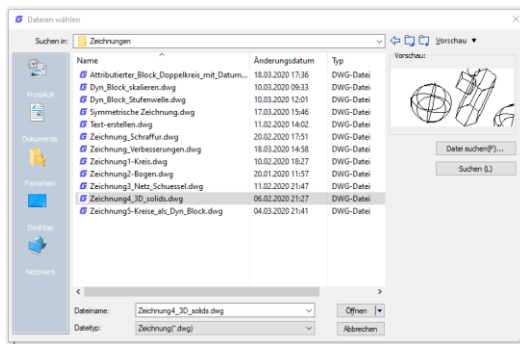 Dateien wählen
Suchen in: Zeichnungen Vorschau
Name Änderungsdatum Typ Vorschau:
Attributierter_Block_Doppelkreis_mit_Datum... 18.03.2020 17:36 DWG-Datei
Dyn_Block_skalieren.dwg 10.03.2020 09:33 DWG-Datei
Dyn_Block_Stufenwelle.dwg 10.03.2020 12:01 DWG-Datei
Symmetrische Zeichnung.dwg 17.03.2020 15:46 DWG-Datei
Text-erstellen.dwg 11.02.2020 14:02 DWG-Datei
Zeichnung_Schraffur.dwg 20.02.2020 17:51 DWG-Datei
Zeichnung_Verbesserungen.dwg 18.03.2020 14:58 DWG-Datei
Zeichnung1-Kreis.dwg 10.02.2020 18:27 DWG-Datei
Zeichnung2-Bogen.dwg 20.01.2020 11:57 DWG-Datei
Zeichnung3_Netz_Schuessel.dwg 11.02.2020 21:47 DWG-Datei
Zeichnung4_3D_solids.dwg 06.02.2020 21:27 DWG-Datei
Zeichnung5-Kreise_als_Dyn_Block.dwg 04.03.2020 21:41 DWG-Datei
Protokoll
Dokumente
Favoriten
Desktop
Netzwerk
Datei suchen(F)...
Suchen (L)
Dateiname: Zeichnung4_3D_solids.dwg Öffnen
Dateityp: Zeichnung(*.dwg) Abbrechen